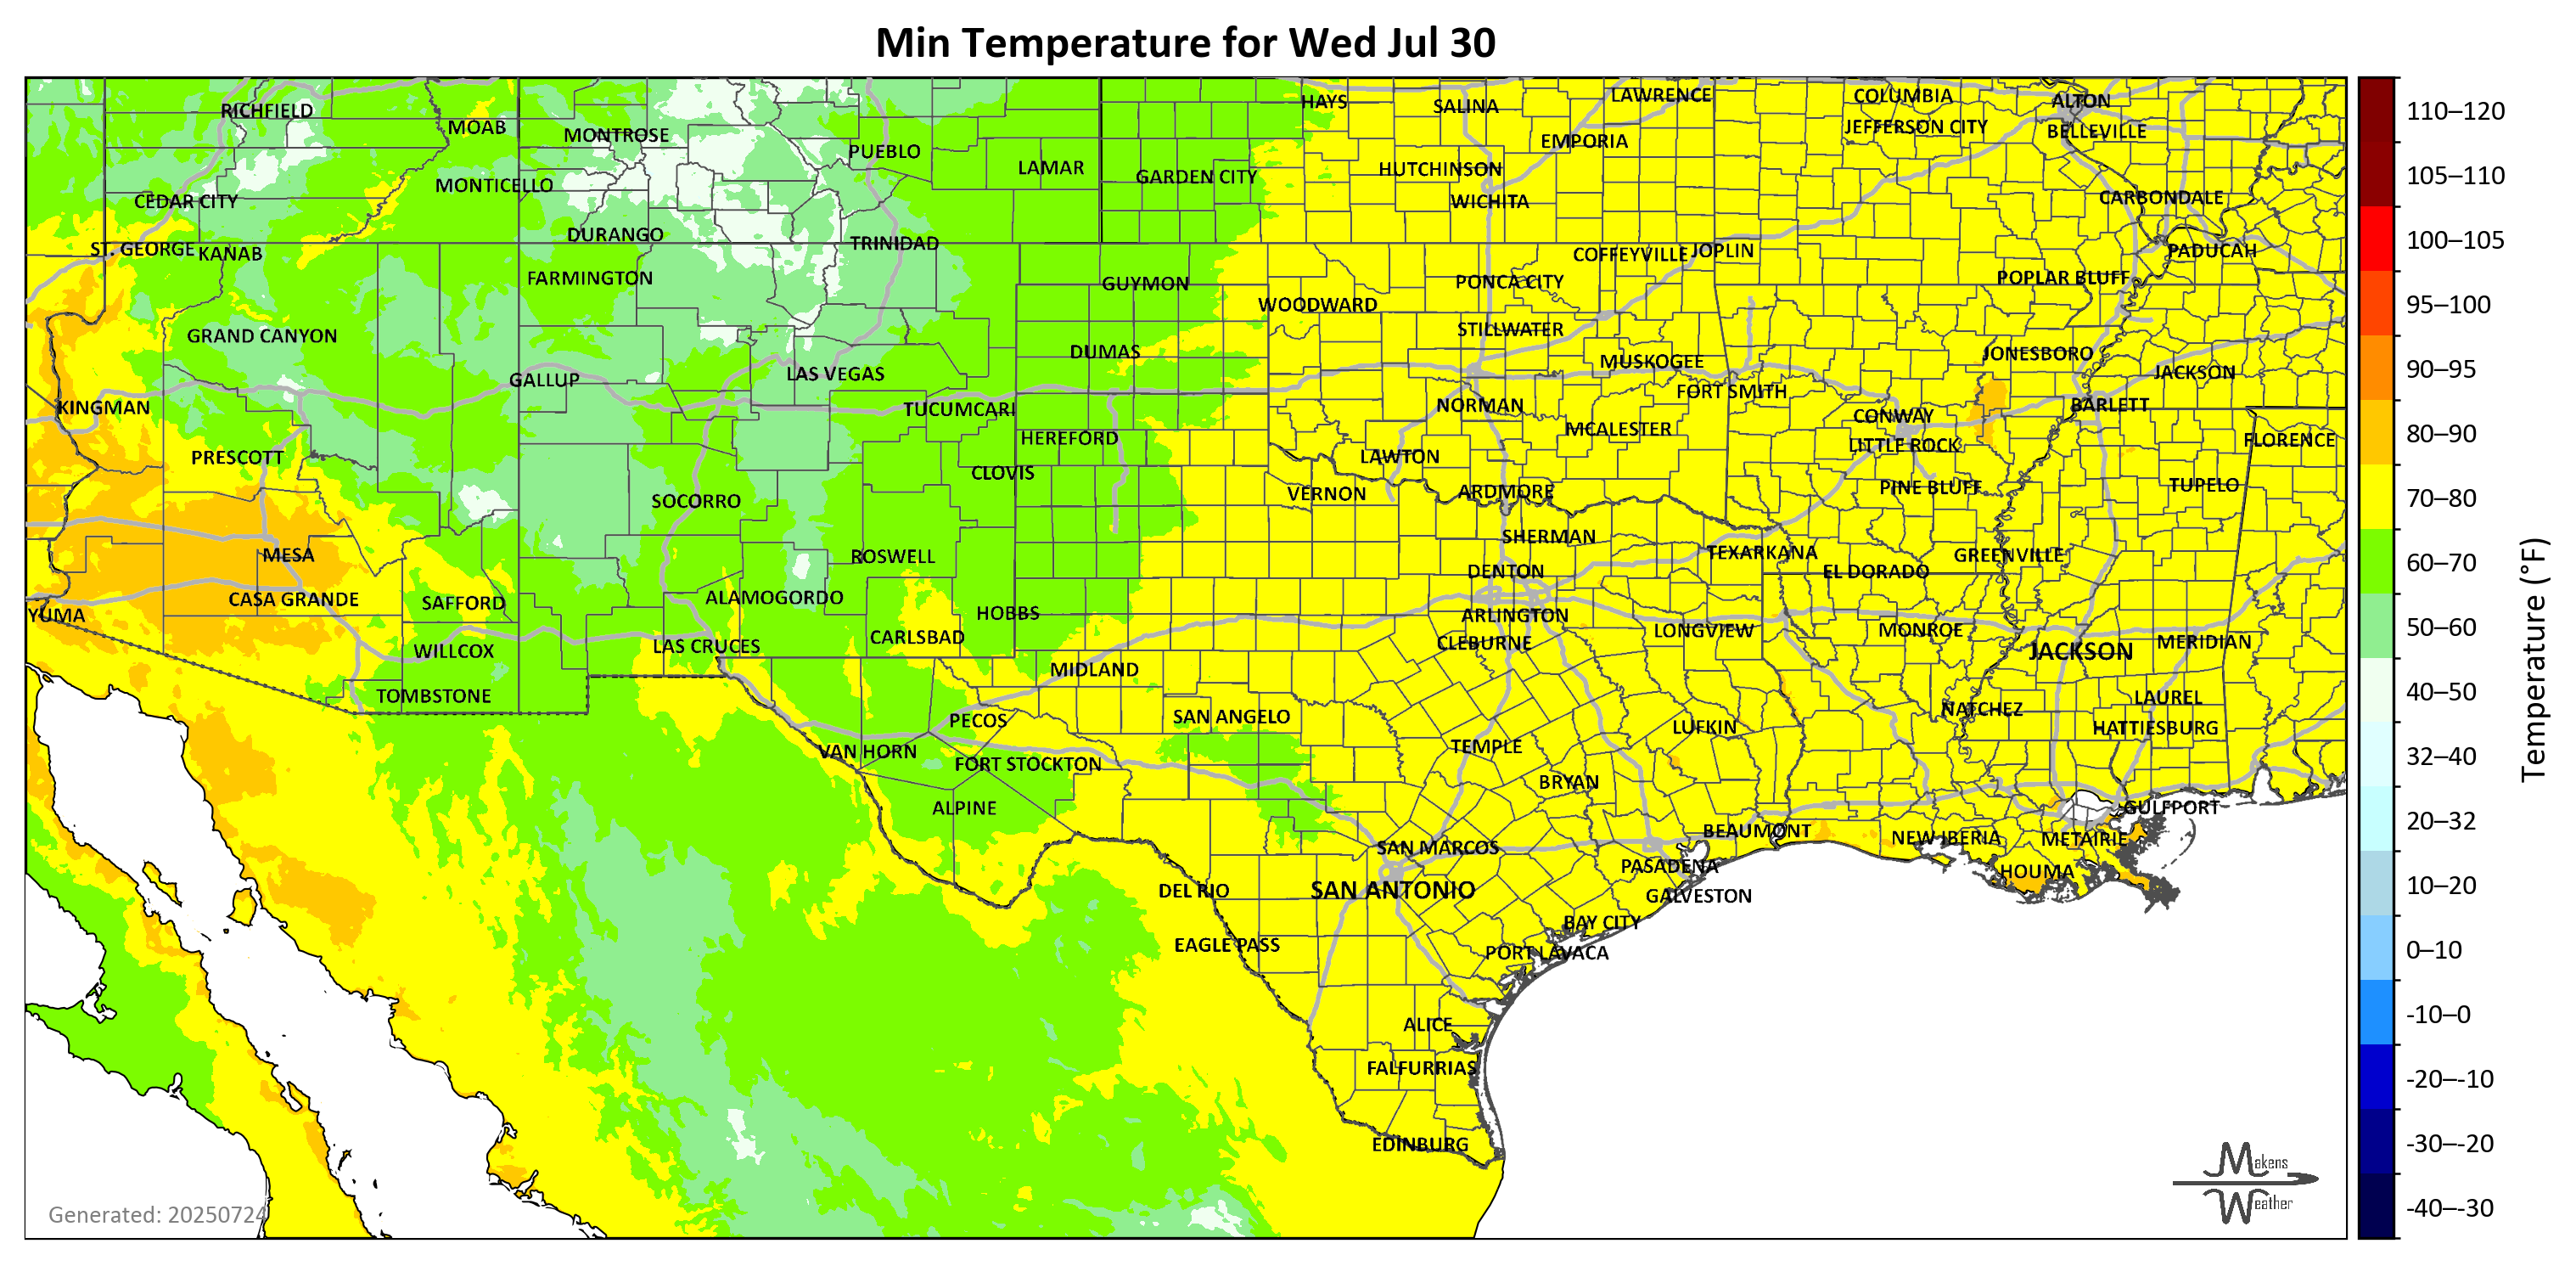 Min Temperature for Wed Jul 30
RICHFIELD
MOAB
MONTROSE
PUEBLO
LAMAR
GARDEN CITY
HAYS
SALINA
LAWRENCE
EMPORIA
HUTCHINSON
WICHITA
COLUMBIA
JEFFERSON CITY
ALTON
BELLEVILLE
CARBONDALE
CEDAR CITY
MONTICELLO
DURANGO
TRINIDAD
ST. GEORGE
KANAB
FARMINGTON
GUYMON
WOODWARD
PONCA CITY
COFFEYVILLE
JOPLIN
POPLAR BLUFF
PADUCAH
GRAND CANYON
GALLUP
LAS VEGAS
DUMAS
STILLWATER
MUSKOGEE
FORT SMITH
JONESBORO
JACKSON
KINGMAN
TUCUMCARI
HEREFORD
NORMAN
MCALESTER
CONWAY
LITTLE ROCK
BARLETT
FLORENCE
PRESCOTT
SOCORRO
CLOVIS
LAWTON
VERNON
ARDMORE
PINE BLUFF
TUPELO
MESA
ROSWELL
SHERMAN
TEXARKANA
GREENVILLE
DENTON
EL DORADO
YUMA
CASA GRANDE
SAFFORD
ALAMOGORDO
HOBBS
ARLINGTON
CLEBURNE
LONGVIEW
MONROE
JACKSON
MERIDIAN
WILLCOX
LAS CRUCES
CARLSBAD
MIDLAND
TOMBSTONE
PECOS
SAN ANGELO
LUFKIN
NATCHEZ
LAUREL
HATTIESBURG
VAN HORN
FORT STOCKTON
TEMPLE
BRYAN
ALPINE
SAN MARCOS
BEAUMONT
NEW IBERIA
METAIRIE
GULFPORT
DEL RIO
SAN ANTONIO
PASADENA
GALVESTON
HOUMA
EAGLE PASS
BAY CITY
PORT LAVACA
ALICE
FALFURRIAS
EDINBURG
Generated: 20250724
Makens
Weather
110–120
105–110
100–105
95–100
90–95
80–90
70–80
60–70
50–60
40–50
32–40
20–32
10–20
0–10
-10–0
-20–-10
-30–-20
-40–-30
Temperature (°F)